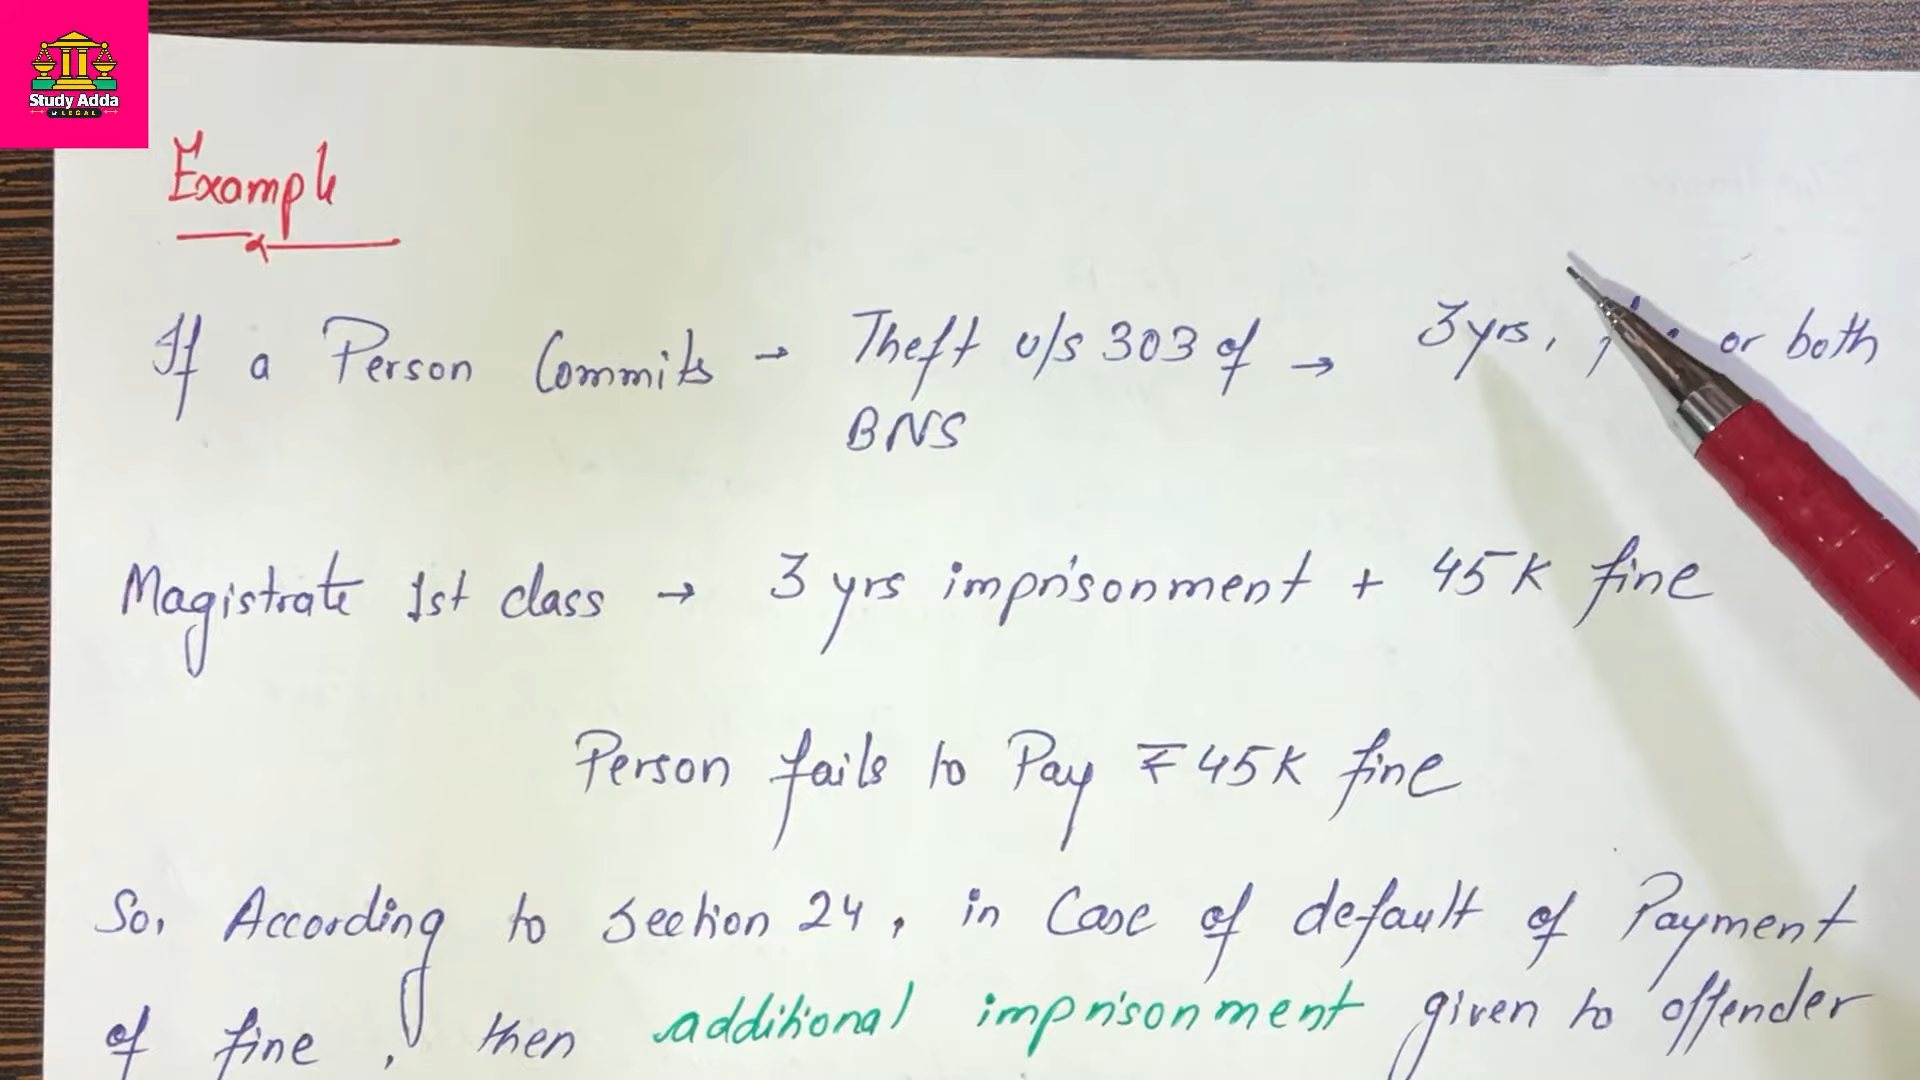 Study Adda
LEGAL
Example
If a Person Commits → Theft u/s 303 of → 3yrs, or both
BNS
Magistrate 1st class → 3 yrs imprisonment + 45K fine
Person fails to Pay ₹45K fine
So, According to Section 24, in Case of default of Payment
of fine, then additional imprisonment given to offender